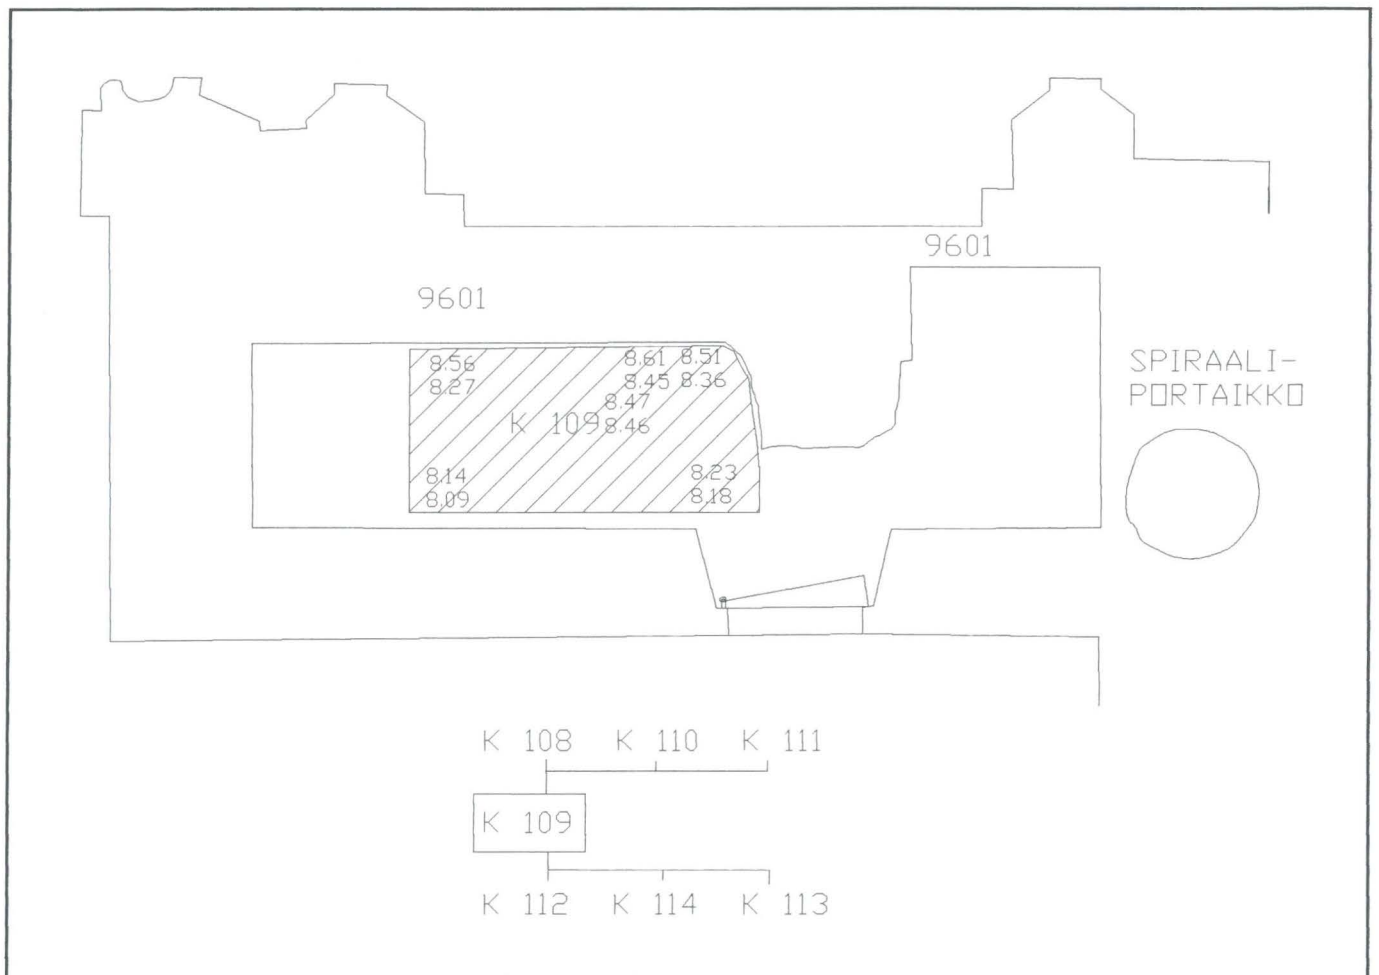 9601
9601
8.56 8.61 8.51
8.27 8.45 8.36
8.47
K 109 8.46
8.14 8.23
8.09 8.18
SPIRAALI-
PORTAIKKO
K 108 K 110 K 111
K 109
K 112 K 114 K 113